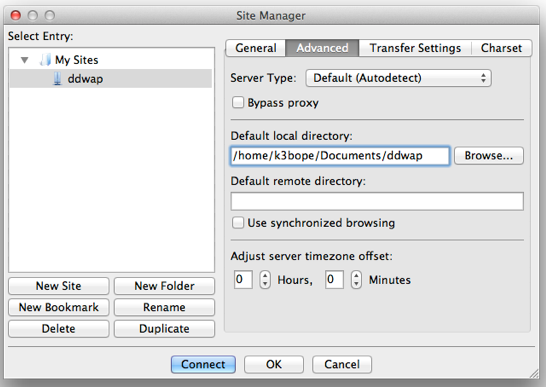 Site Manager
Select Entry:
My Sites
ddwap
New Site
New Folder
New Bookmark
Rename
Delete
Duplicate
General
Advanced
Transfer Settings
Charset
Server Type:
Default (Autodetect)
Bypass proxy
Default local directory:
/home/k3bope/Documents/ddwap
Browse...
Default remote directory:
Use synchronized browsing
Adjust server timezone offset:
0 Hours, 0 Minutes
Connect
OK
Cancel